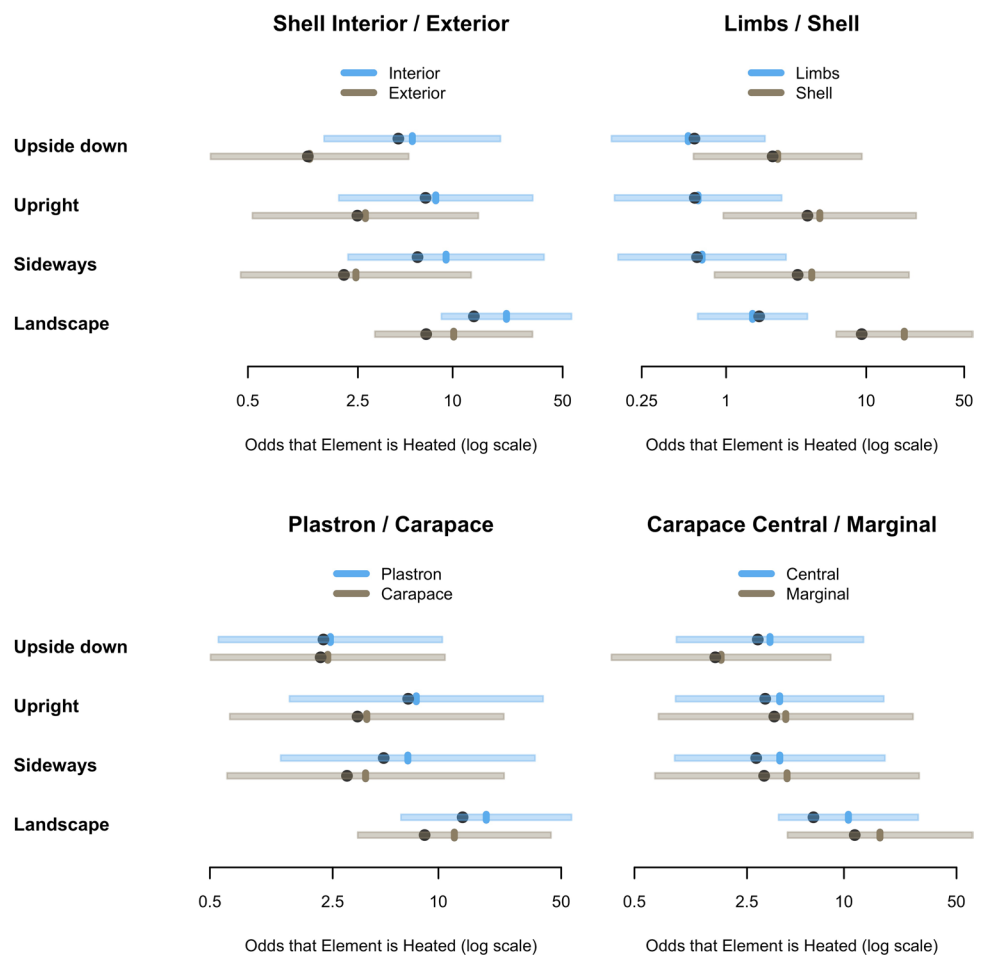 Shell Interior / Exterior
Interior
Exterior
Upside down
Upright
Sideways
Landscape
0.5 2.5 10 50
Odds that Element is Heated (log scale)
Limbs / Shell
Limbs
Shell
0.25 1 10 50
Odds that Element is Heated (log scale)
Plastron / Carapace
Plastron
Carapace
Upside down
Upright
Sideways
Landscape
0.5 2.5 10 50
Odds that Element is Heated (log scale)
Carapace Central / Marginal
Central
Marginal
0.5 2.5 10 50
Odds that Element is Heated (log scale)